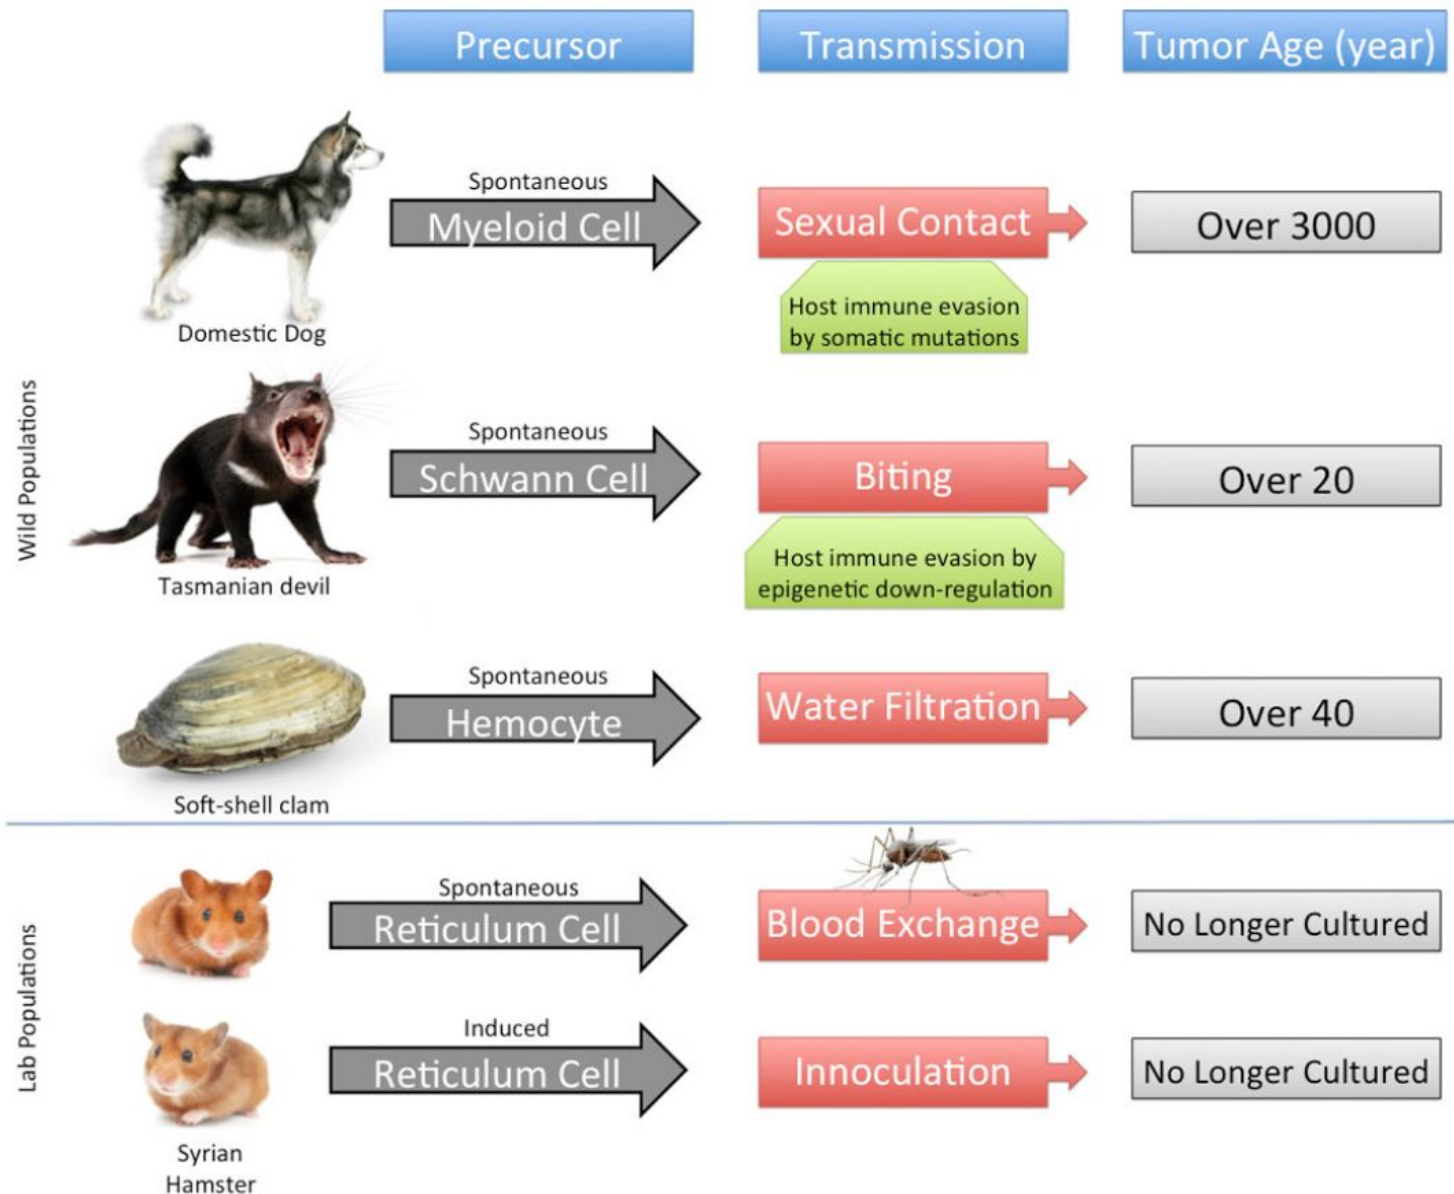 Precursor
Transmission
Tumor Age (year)
Wild Populations
Domestic Dog
Spontaneous
Myeloid Cell
Sexual Contact
Over 3000
Host immune evasion
by somatic mutations
Tasmanian devil
Spontaneous
Schwann Cell
Biting
Over 20
Host immune evasion by
epigenetic down-regulation
Soft-shell clam
Spontaneous
Hemocyte
Water Filtration
Over 40
Lab Populations
Spontaneous
Reticulum Cell
Blood Exchange
No Longer Cultured
Induced
Reticulum Cell
Innoculation
No Longer Cultured
Syrian
Hamster